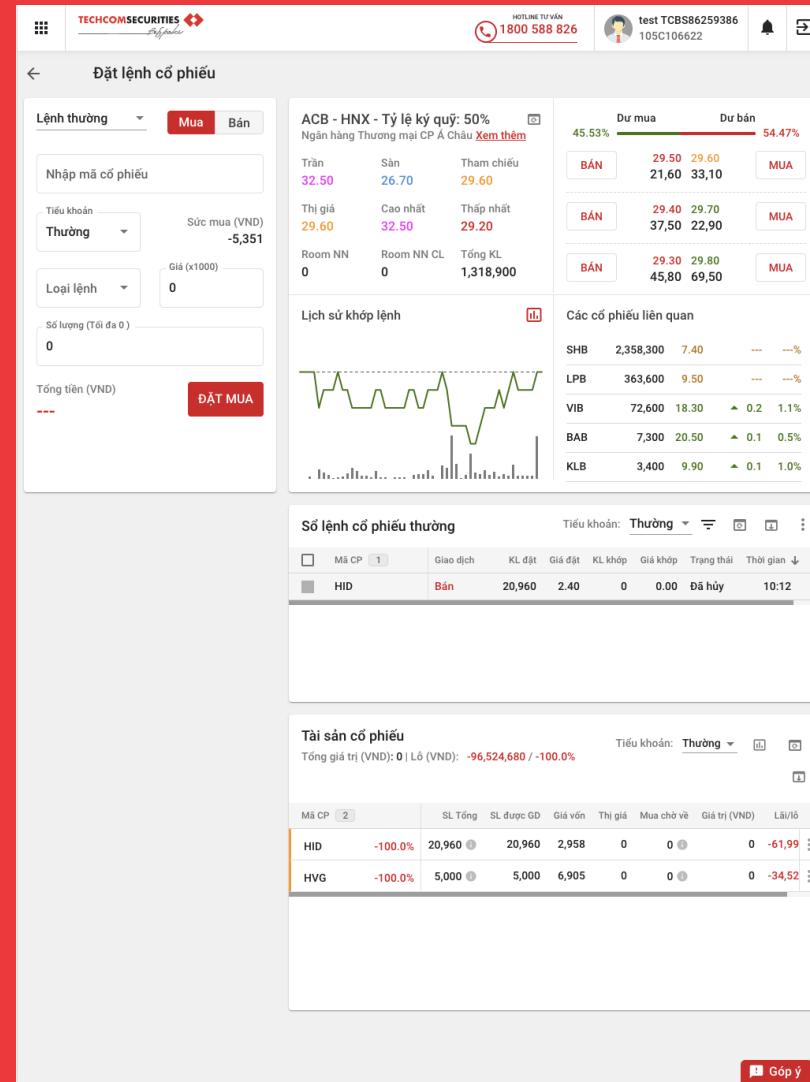 TECHCOMSECURITIES
HOTLINE TƯ VẤN
1800 588 826
test TCBS86259386
105C106622
Đặt lệnh cổ phiếu
Lệnh thường
Mua
Bán
Nhập mã cổ phiếu
Tiểu khoản
Thường
Sức mua (VND)
-5,351
Loại lệnh
Giá (x1000)
0
Số lượng (Tối đa 0 )
0
Tổng tiền (VND)
---
ĐẶT MUA
ACB - HNX - Tỷ lệ ký quỹ: 50%
Ngân hàng Thương mại CP Á Châu Xem thêm
Trần Sàn Tham chiếu
32.50 26.70 29.60
Thị giá Cao nhất Thấp nhất
29.60 32.50 29.20
Room NN Room NN CL Tổng KL
0 0 1,318,900
Dư mua Dư bán
45.53% 54.47%
BÁN 29.50 29.60 MUA
21,60 33,10
BÁN 29.40 29.70 MUA
37,50 22,90
BÁN 29.30 29.80 MUA
45,80 69,50
Lịch sử khớp lệnh
Các cổ phiếu liên quan
SHB 2,358,300 7.40 --- ---%
LPB 363,600 9.50 --- ---%
VIB 72,600 18.30 0.2 1.1%
BAB 7,300 20.50 0.1 0.5%
KLB 3,400 9.90 0.1 1.0%
Sổ lệnh cổ phiếu thường
Tiểu khoản: Thường
Mã CP 1 Giao dịch KL đặt Giá đặt KL khớp Giá khớp Trạng thái Thời gian
HID Bán 20,960 2.40 0 0.00 Đã hủy 10:12
Tài sản cổ phiếu
Tổng giá trị (VND): 0 | Lỗ (VND): -96,524,680 / -100.0%
Tiểu khoản: Thường
Mã CP 2 SL Tổng SL được GD Giá vốn Thị giá Mua chờ về Giá trị (VND) Lãi/lỗ
HID -100.0% 20,960 20,960 2,958 0 0 0 -61,99
HVG -100.0% 5,000 5,000 6,905 0 0 0 -34,52
Góp ý